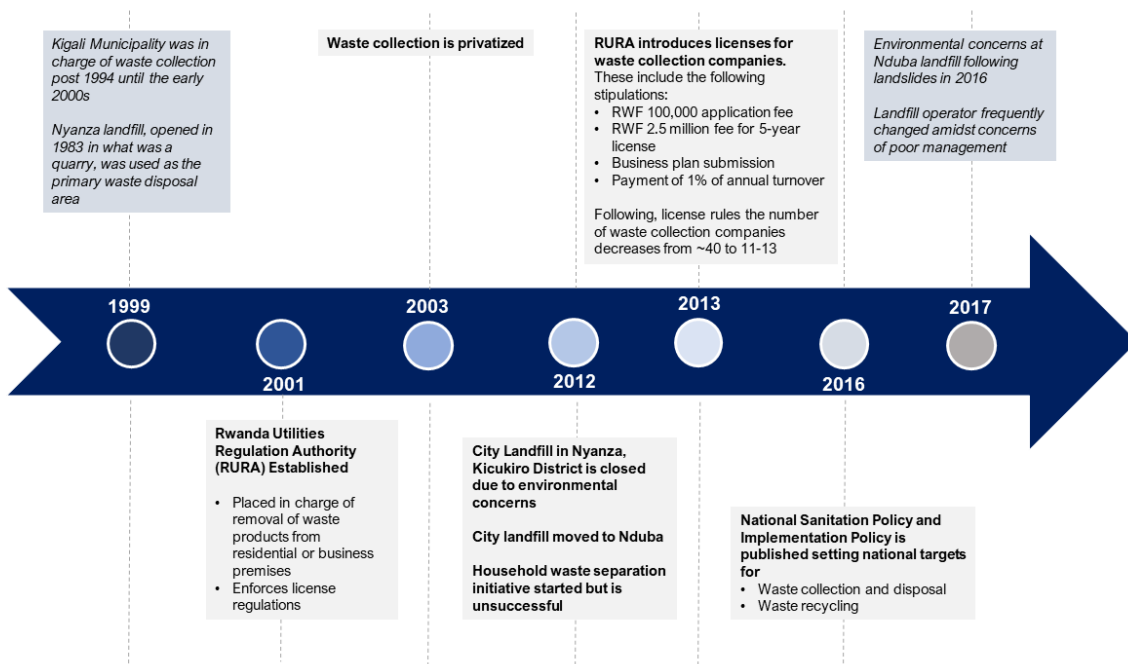 Kigali Municipality was in
charge of waste collection
post 1994 until the early
2000s
Nyanza landfill, opened in
1983 in what was a
quarry, was used as the
primary waste disposal
area
Waste collection is privatized
RURA introduces licenses for
waste collection companies.
These include the following
stipulations:
• RWF 100,000 application fee
• RWF 2.5 million fee for 5-year
license
• Business plan submission
• Payment of 1% of annual turnover
Following, license rules the number
of waste collection companies
decreases from ~40 to 11-13
Environmental concerns at
Nduba landfill following
landslides in 2016
Landfill operator frequently
changed amidst concerns
of poor management
1999
2001
2003
2012
2013
2016
2017
Rwanda Utilities
Regulation Authority
(RURA) Established
• Placed in charge of
removal of waste
products from
residential or business
premises
• Enforces license
regulations
City Landfill in Nyanza,
Kicukiro District is closed
due to environmental
concerns
City landfill moved to Nduba
Household waste separation
initiative started but is
unsuccessful
National Sanitation Policy and
Implementation Policy is
published setting national targets
for
• Waste collection and disposal
• Waste recycling